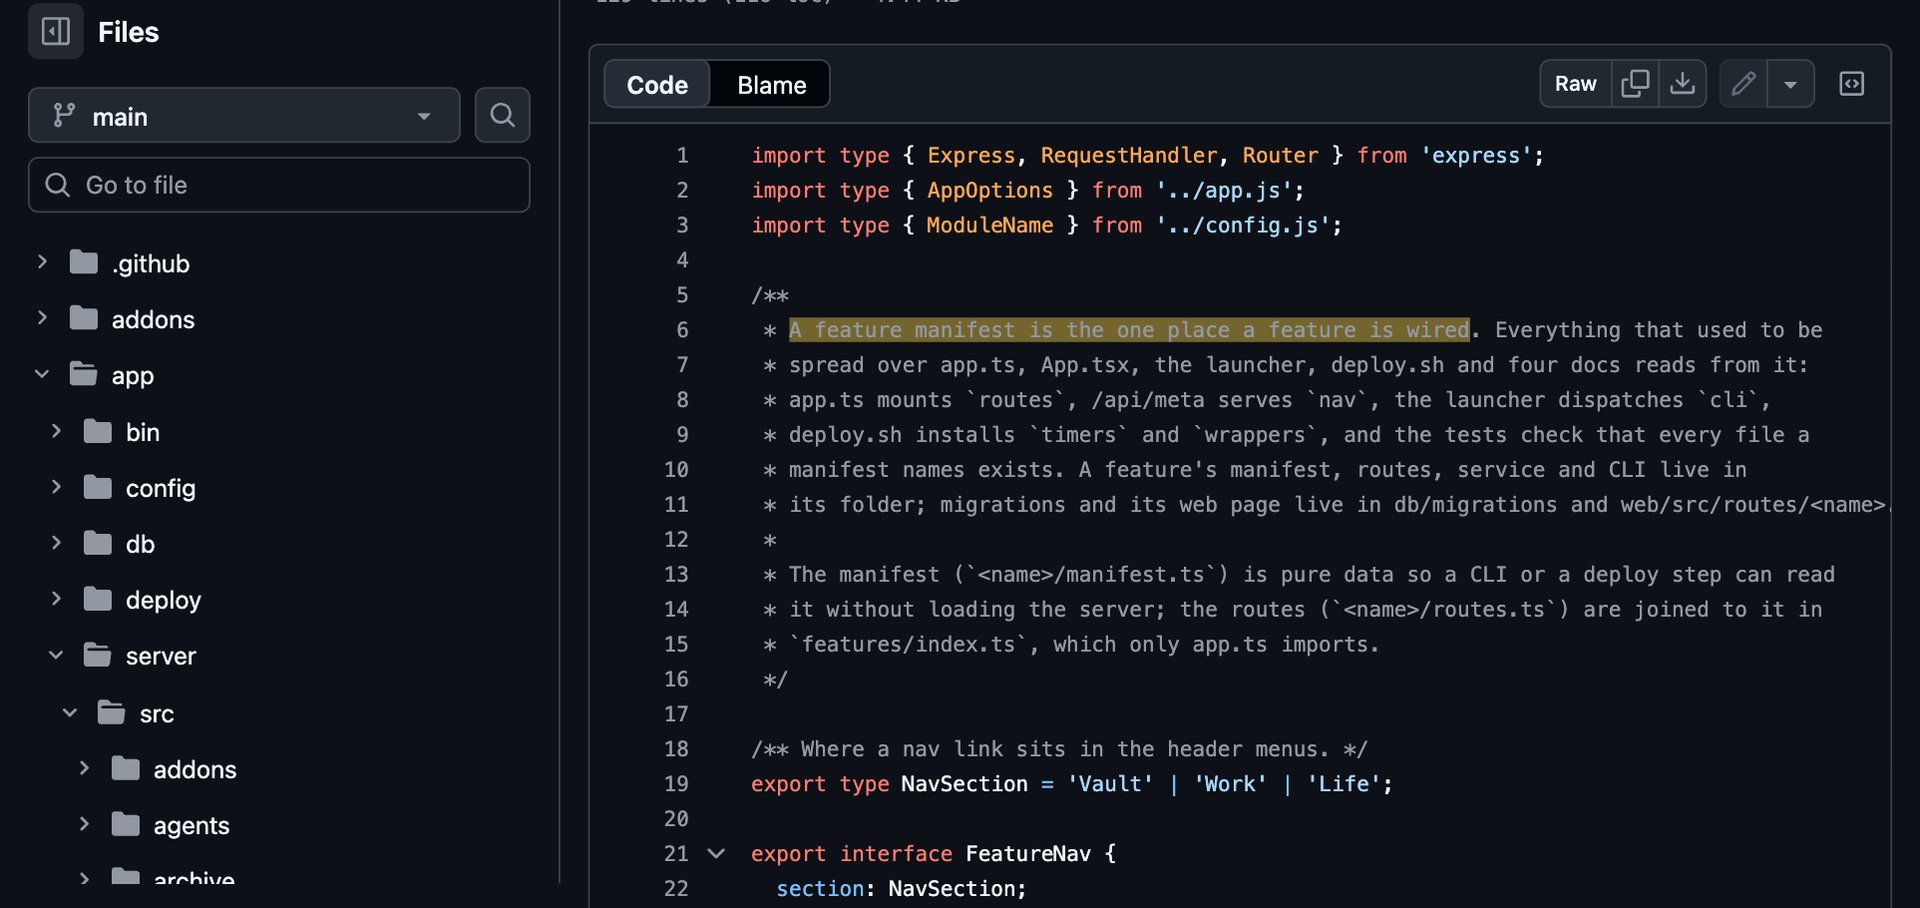 Files
main
Go to file
.github
addons
app
bin
config
db
deploy
server
src
addons
agents
archive
Code
Blame
Raw
1 import type { Express, RequestHandler, Router } from 'express';
2 import type { AppOptions } from '../app.js';
3 import type { ModuleName } from '../config.js';
4
5 /**
6 * A feature manifest is the one place a feature is wired. Everything that used to be
7 * spread over app.ts, App.tsx, the launcher, deploy.sh and four docs reads from it:
8 * app.ts mounts `routes`, /api/meta serves `nav`, the launcher dispatches `cli`,
9 * deploy.sh installs `timers` and `wrappers`, and the tests check that every file a
10 * manifest names exists. A feature's manifest, routes, service and CLI live in
11 * its folder; migrations and its web page live in db/migrations and web/src/routes/<name>.
12 *
13 * The manifest (`<name>/manifest.ts`) is pure data so a CLI or a deploy step can read
14 * it without loading the server; the routes (`<name>/routes.ts`) are joined to it in
15 * `features/index.ts`, which only app.ts imports.
16 */
17
18 /** Where a nav link sits in the header menus. */
19 export type NavSection = 'Vault' | 'Work' | 'Life';
20
21 export interface FeatureNav {
22 section: NavSection;